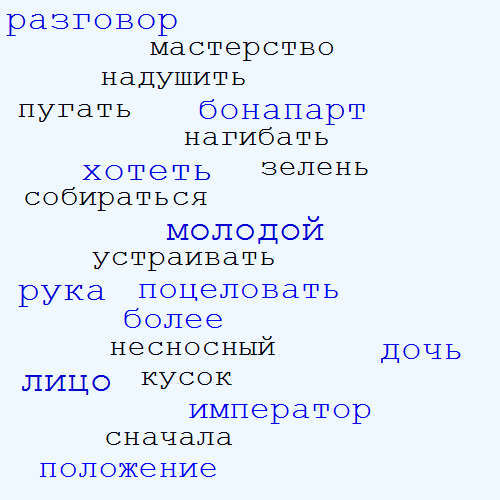 разговор
мастерство
надушить
пугать бонапарт
нагибать
хотеть зелень
собираться
молодой
устраивать
рука поцеловать
более
несносный дочь
лицо кусок
император
сначала
положение